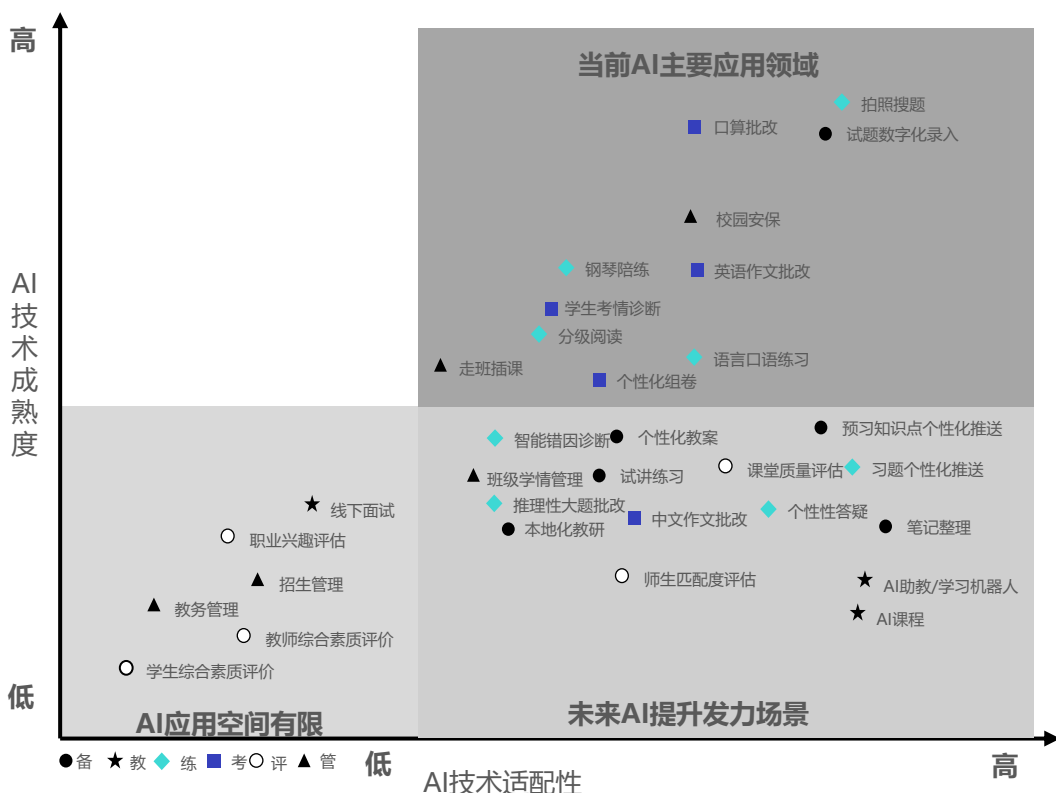 高
当前AI主要应用领域
拍照搜题
口算批改
试题数字化录入
校园安保
钢琴陪练
英语作文批改
学生考情诊断
分级阅读
语言口语练习
走班插课
个性化组卷
AI技术成熟度
智能错因诊断
个性化教案
预习知识点个性化推送
课堂质量评估
习题个性化推送
班级学情管理
试讲练习
推理性大题批改
中文作文批改
个性性答疑
本地化教研
笔记整理
线下面试
职业兴趣评估
招生管理
师生匹配度评估
AI助教/学习机器人
教务管理
AI课程
教师综合素质评价
学生综合素质评价
低
AI应用空间有限
未来AI提升发力场景
备 教 练 考 评 管
低
高
AI技术适配性